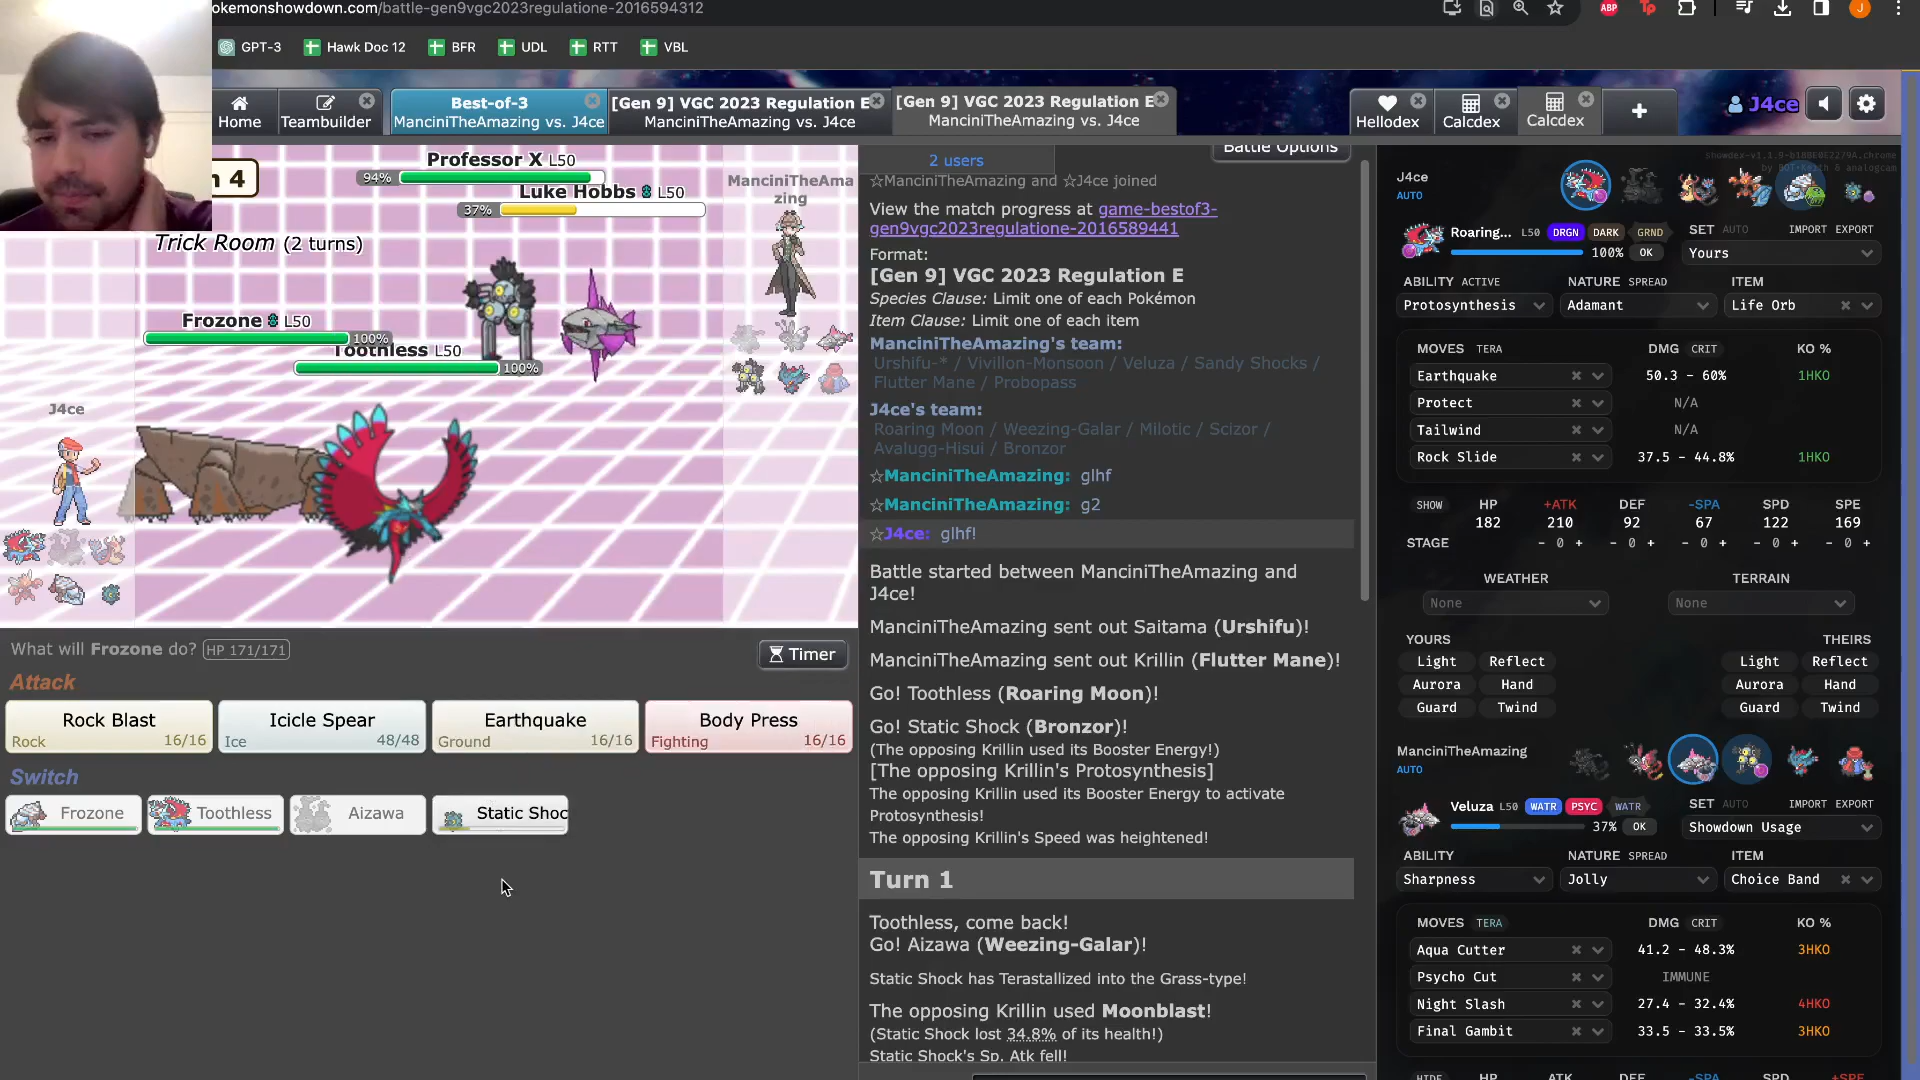 okemonshowdown.com/battle-gen9vgc2023regulatione-2016594312
ABP
Tp
J
GPT-3
Hawk Doc 12
BFR
UDL
RTT
VBL
Home
Teambuilder
Best-of-3
ManciniTheAmazing vs. J4ce
[Gen 9] VGC 2023 Regulation E
ManciniTheAmazing vs. J4ce
[Gen 9] VGC 2023 Regulation E
ManciniTheAmazing vs. J4ce
Hellodex
Calcdex
Calcdex
J4ce
n 4
Professor X L50
94%
Luke Hobbs L50
37%
Trick Room (2 turns)
ManciniTheAma
zing
Frozone L50
100%
Toothless L50
100%
J4ce
What will Frozone do? HP 171/171
Timer
Attack
Rock Blast
Rock 16/16
Icicle Spear
Ice 48/48
Earthquake
Ground 16/16
Body Press
Fighting 16/16
Switch
Frozone
Toothless
Aizawa
Static Shoc
2 users
Battle Options
☆ManciniTheAmazing and ☆J4ce joined
View the match progress at game-bestof3-
gen9vgc2023regulatione-2016589441
Format:
[Gen 9] VGC 2023 Regulation E
Species Clause: Limit one of each Pokémon
Item Clause: Limit one of each item
ManciniTheAmazing's team:
Urshifu-* / Vivillon-Monsoon / Veluza / Sandy Shocks /
Flutter Mane / Probopass
J4ce's team:
Roaring Moon / Weezing-Galar / Milotic / Scizor /
Avalugg-Hisui / Bronzor
☆ManciniTheAmazing: glhf
☆ManciniTheAmazing: g2
☆J4ce: glhf!
Battle started between ManciniTheAmazing and
J4ce!
ManciniTheAmazing sent out Saitama (Urshifu)!
ManciniTheAmazing sent out Krillin (Flutter Mane)!
Go! Toothless (Roaring Moon)!
Go! Static Shock (Bronzor)!
(The opposing Krillin used its Booster Energy!)
[The opposing Krillin's Protosynthesis]
The opposing Krillin used its Booster Energy to activate
Protosynthesis!
The opposing Krillin's Speed was heightened!
Turn 1
Toothless, come back!
Go! Aizawa (Weezing-Galar)!
Static Shock has Terastallized into the Grass-type!
The opposing Krillin used Moonblast!
(Static Shock lost 34.8% of its health!)
Static Shock's Sp. Atk fell!
J4ce
AUTO
Roaring... L50 DRGN DARK GRND
100% OK
SET AUTO IMPORT EXPORT
Yours
ABILITY ACTIVE NATURE SPREAD ITEM
Protosynthesis Adamant Life Orb
MOVES TERA DMG CRIT KO %
Earthquake 50.3 - 60% 1HKO
Protect N/A
Tailwind N/A
Rock Slide 37.5 - 44.8% 1HKO
SHOW HP +ATK DEF -SPA SPD SPE
182 210 92 67 122 169
STAGE - 0 + - 0 + - 0 + - 0 + - 0 +
WEATHER TERRAIN
None None
YOURS THEIRS
Light Reflect Light Reflect
Aurora Hand Aurora Hand
Guard Twind Guard Twind
ManciniTheAmazing
AUTO
Veluza L50 WATR PSYC WATR
37% OK
SET AUTO IMPORT EXPORT
Showdown Usage
ABILITY NATURE SPREAD ITEM
Sharpness Jolly Choice Band
MOVES TERA DMG CRIT KO %
Aqua Cutter 41.2 - 48.3% 3HKO
Psycho Cut IMMUNE
Night Slash 27.4 - 32.4% 4HKO
Final Gambit 33.5 - 33.5% 3HKO
HIDE HP ATK DEF -SPA SPD +SPE